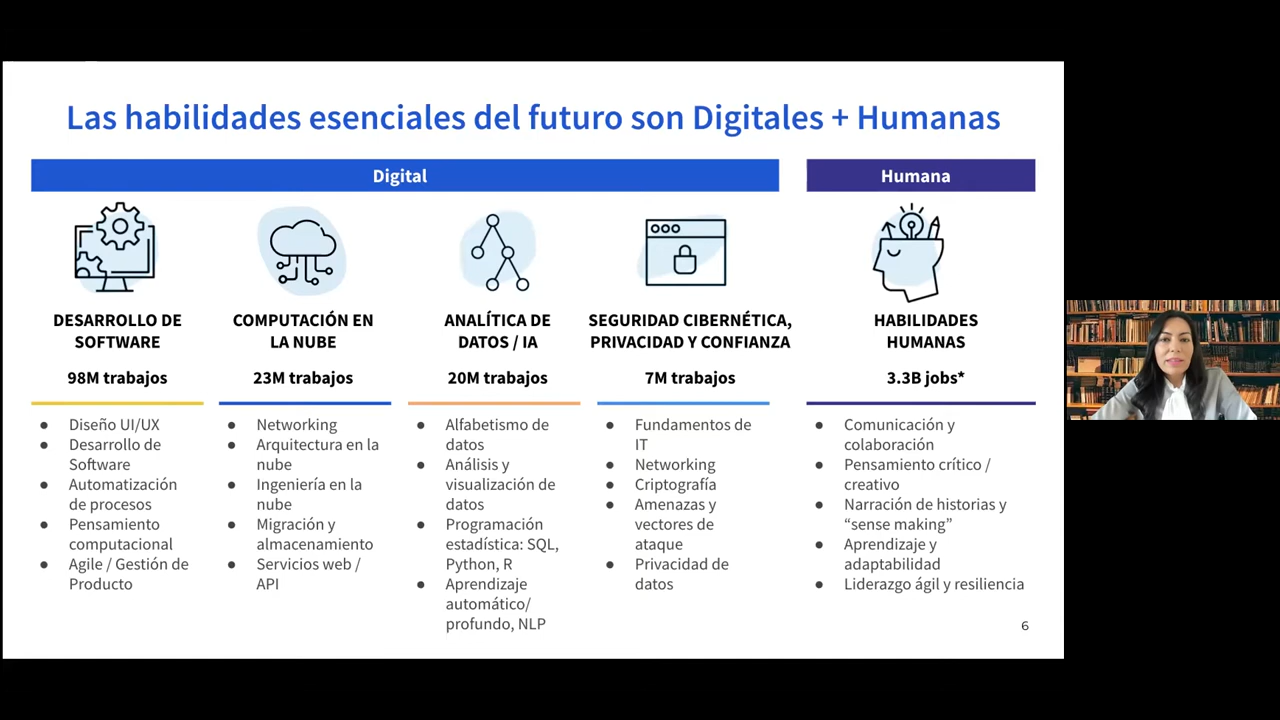 Las habilidades esenciales del futuro son Digitales + Humanas
Digital
Humana
DESARROLLO DE
SOFTWARE
98M trabajos
● Diseño UI/UX
● Desarrollo de
Software
● Automatización
de procesos
● Pensamiento
computacional
● Agile / Gestión de
Producto
COMPUTACIÓN EN
LA NUBE
23M trabajos
● Networking
● Arquitectura en la
nube
● Ingeniería en la
nube
● Migración y
almacenamiento
● Servicios web /
API
ANALÍTICA DE
DATOS / IA
20M trabajos
● Alfabetismo de
datos
● Análisis y
visualización de
datos
● Programación
estadística: SQL,
Python, R
● Aprendizaje
automático/
profundo, NLP
SEGURIDAD CIBERNÉTICA,
PRIVACIDAD Y CONFIANZA
7M trabajos
● Fundamentos de
IT
● Networking
● Criptografía
● Amenazas y
vectores de
ataque
● Privacidad de
datos
HABILIDADES
HUMANAS
3.3B jobs*
● Comunicación y
colaboración
● Pensamiento crítico /
creativo
● Narración de historias y
“sense making”
● Aprendizaje y
adaptabilidad
● Liderazgo ágil y resiliencia
6